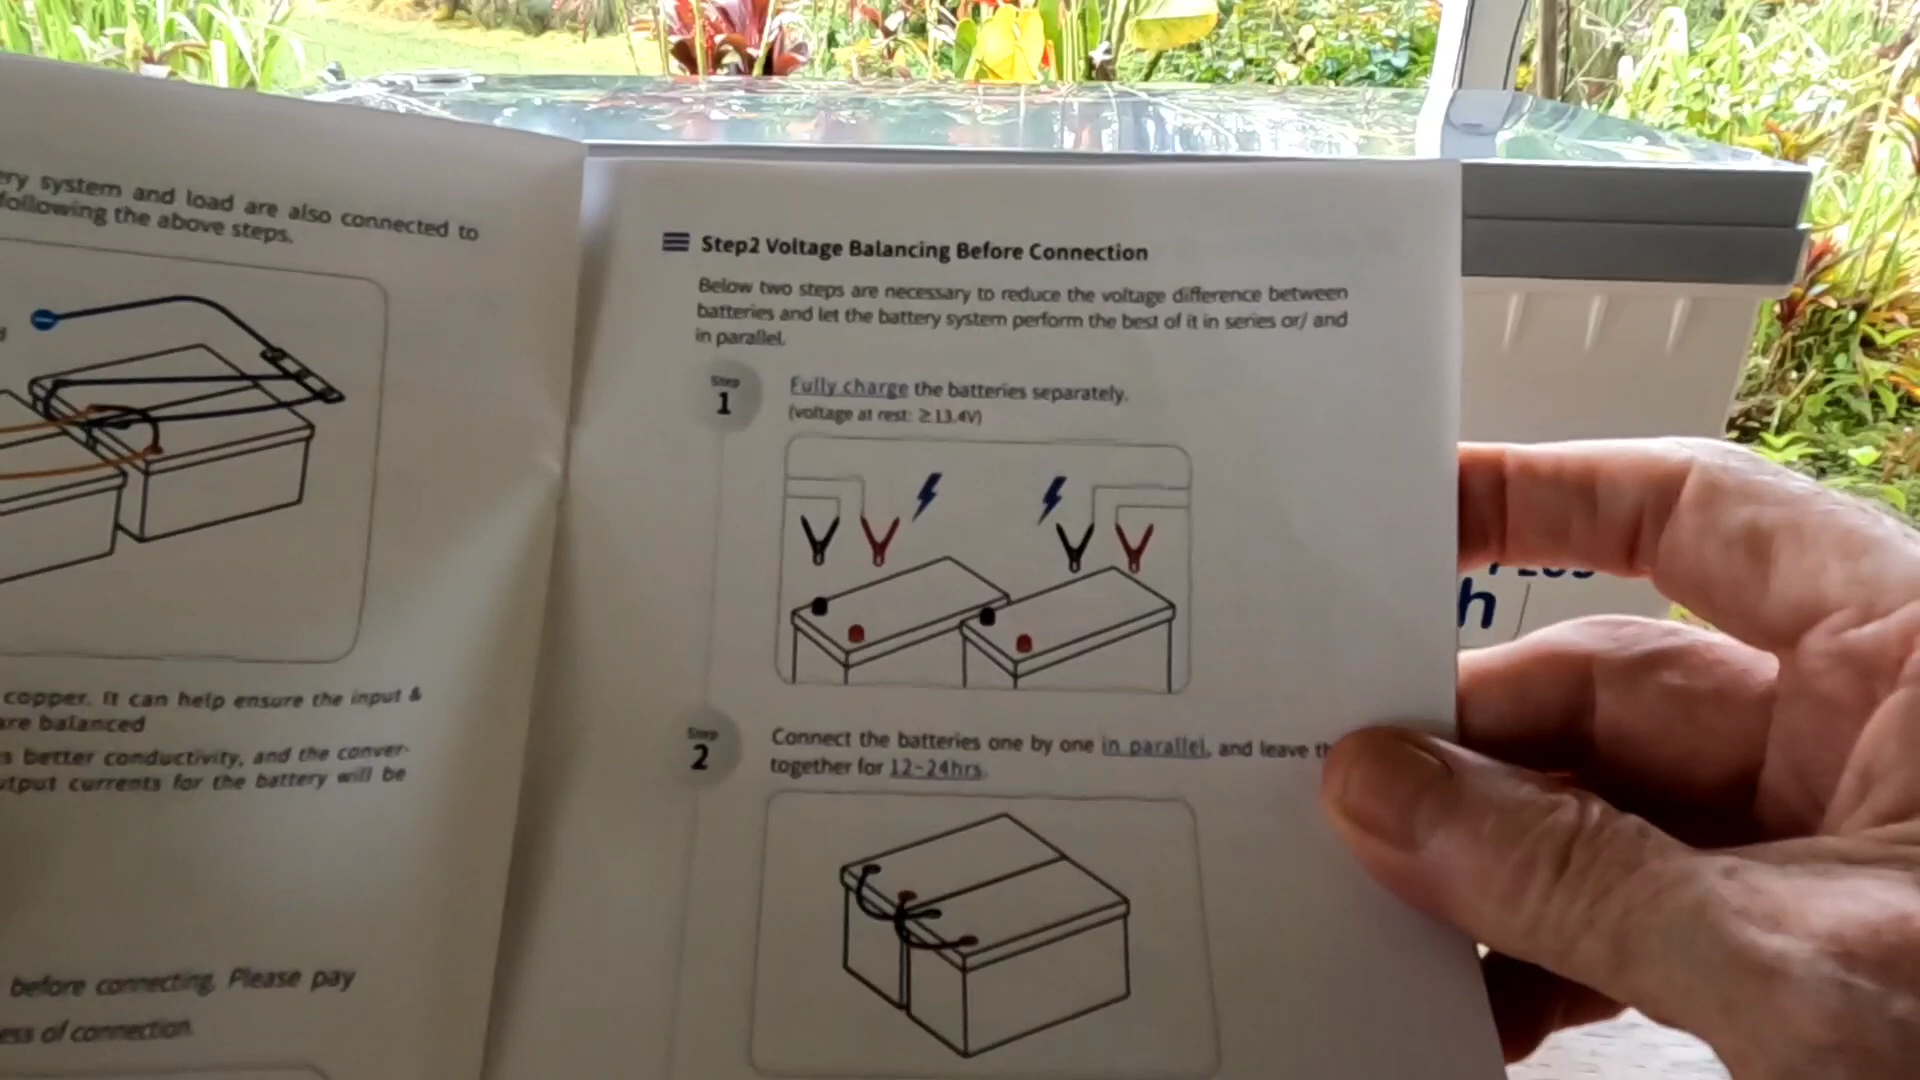 ery system and load are also connected to
following the above steps.
copper. It can help ensure the input &
are balanced
s better conductivity, and the conver-
utput currents for the battery will be
before connecting. Please pay
ess of connection.
Step2 Voltage Balancing Before Connection
Below two steps are necessary to reduce the voltage difference between
batteries and let the battery system perform the best of it in series or/ and
in parallel.
Step
1
Fully charge the batteries separately.
(voltage at rest: ≥13.4V)
Step
2
Connect the batteries one by one in parallel, and leave th
together for 12~24hrs.
PLUS
h